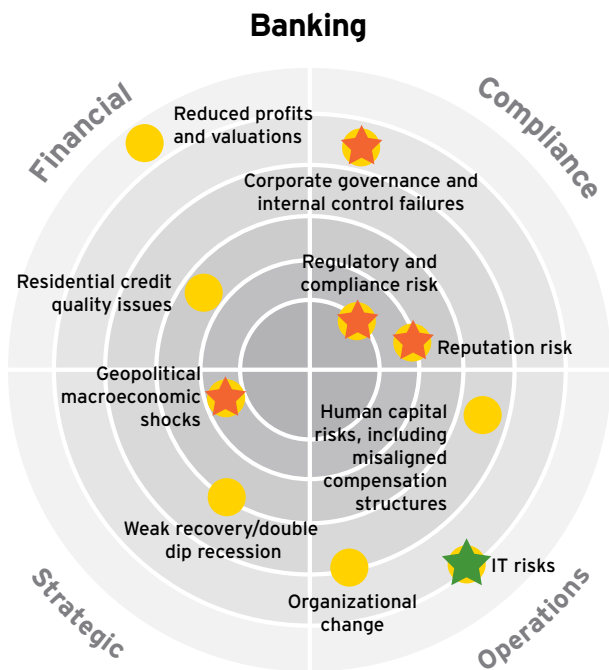 Banking
Financial
Compliance
Reduced profits
and valuations
Corporate governance and
internal control failures
Regulatory and
compliance risk
Residential credit
quality issues
Reputation risk
Geopolitical
macroeconomic
shocks
Human capital
risks, including
misaligned
compensation
structures
Weak recovery/double
dip recession
IT risks
Organizational
change
Strategic
Operations